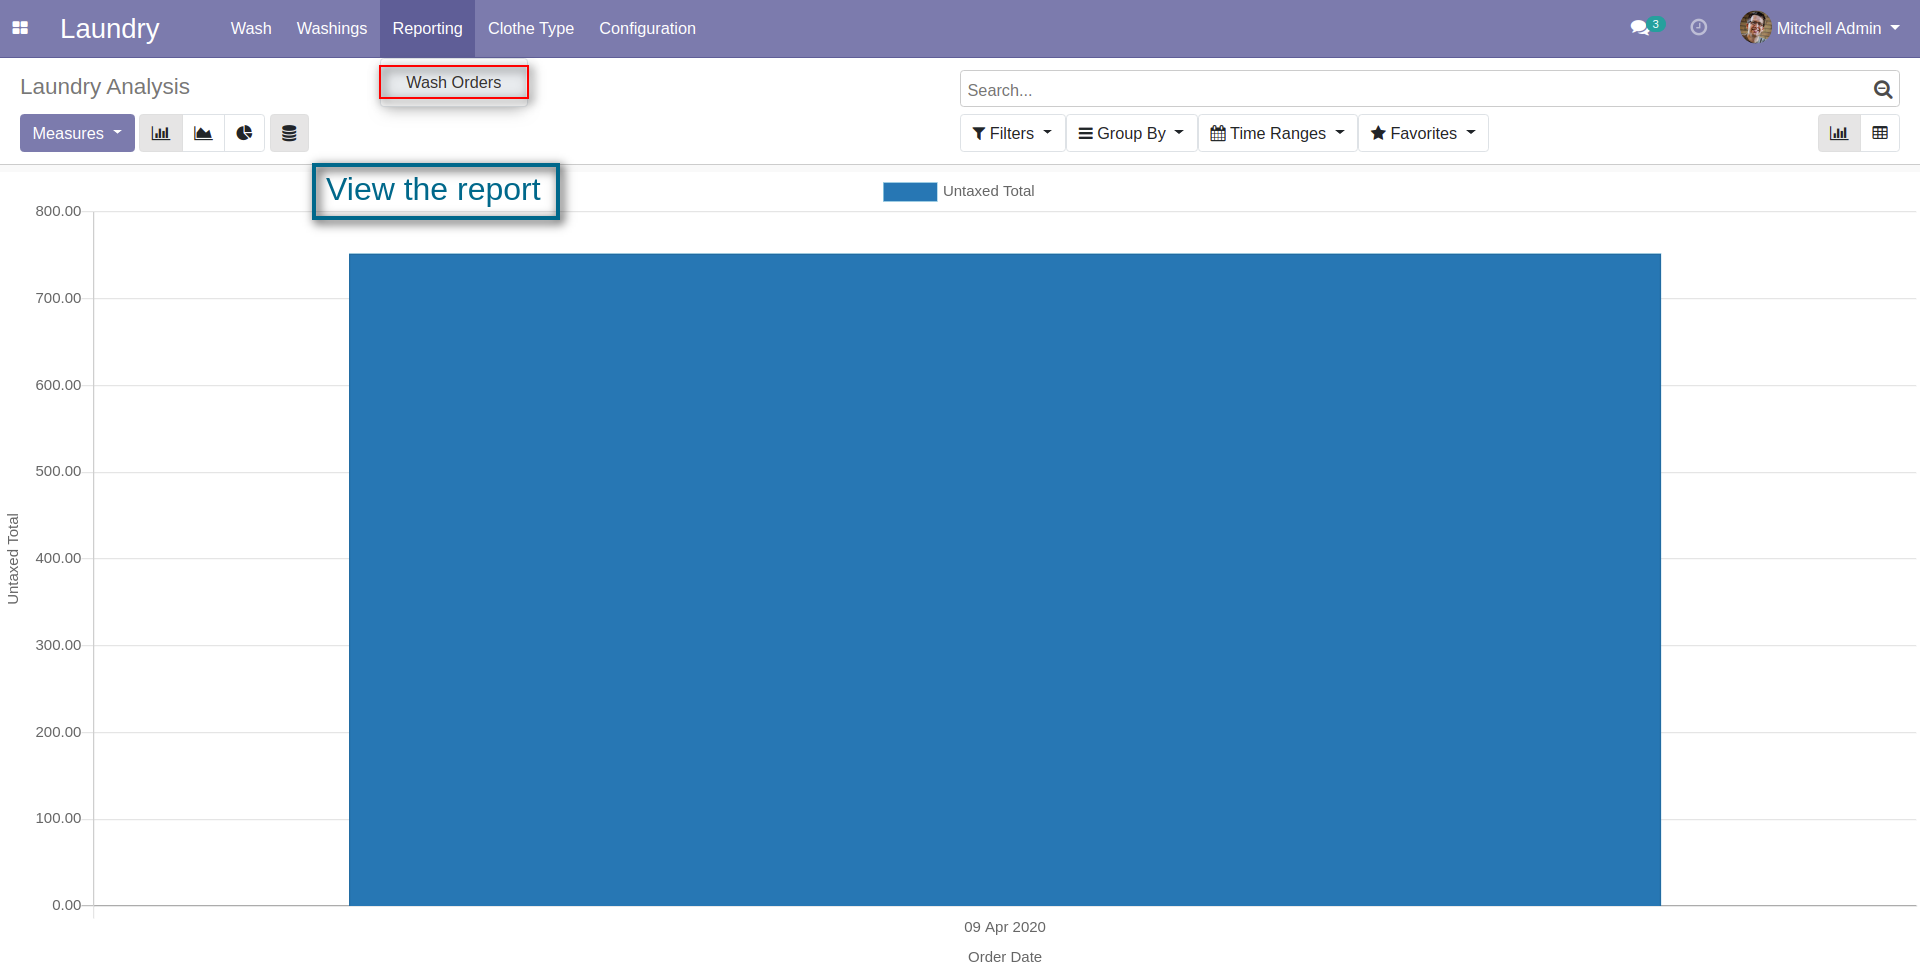 Laundry Wash Washings Reporting Clothe Type Configuration 3 Mitchell Admin
Wash Orders
Laundry Analysis
Search...
Measures Filters Group By Time Ranges Favorites
View the report
Untaxed Total
800.00
700.00
600.00
500.00
400.00
300.00
200.00
100.00
0.00
Untaxed Total
09 Apr 2020
Order Date